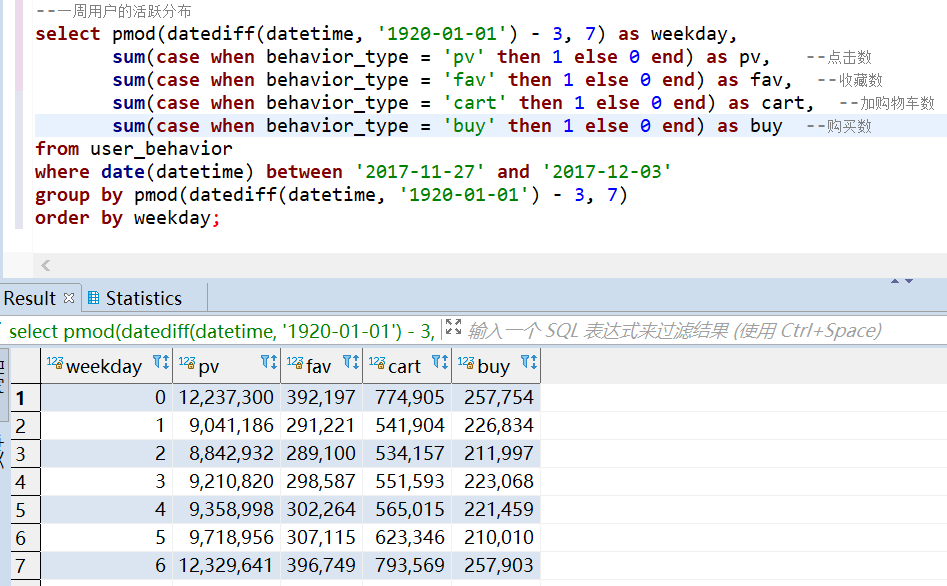 --一周用户的活跃分布
select pmod(datediff(datetime, '1920-01-01') - 3, 7) as weekday,
sum(case when behavior_type = 'pv' then 1 else 0 end) as pv,   --点击数
sum(case when behavior_type = 'fav' then 1 else 0 end) as fav,  --收藏数
sum(case when behavior_type = 'cart' then 1 else 0 end) as cart,  --加购物车数
sum(case when behavior_type = 'buy' then 1 else 0 end) as buy  --购买数
from user_behavior
where date(datetime) between '2017-11-27' and '2017-12-03'
group by pmod(datediff(datetime, '1920-01-01') - 3, 7)
order by weekday;
Result Statistics
select pmod(datediff(datetime, '1920-01-01') - 3, 输入一个 SQL 表达式来过滤结果 (使用 Ctrl+Space)
123 weekday 123 pv 123 fav 123 cart 123 buy
1 0 12,237,300 392,197 774,905 257,754
2 1 9,041,186 291,221 541,904 226,834
3 2 8,842,932 289,100 534,157 211,997
4 3 9,210,820 298,587 551,593 223,068
5 4 9,358,998 302,264 565,015 221,459
6 5 9,718,956 307,115 623,346 210,010
7 6 12,329,641 396,749 793,569 257,903